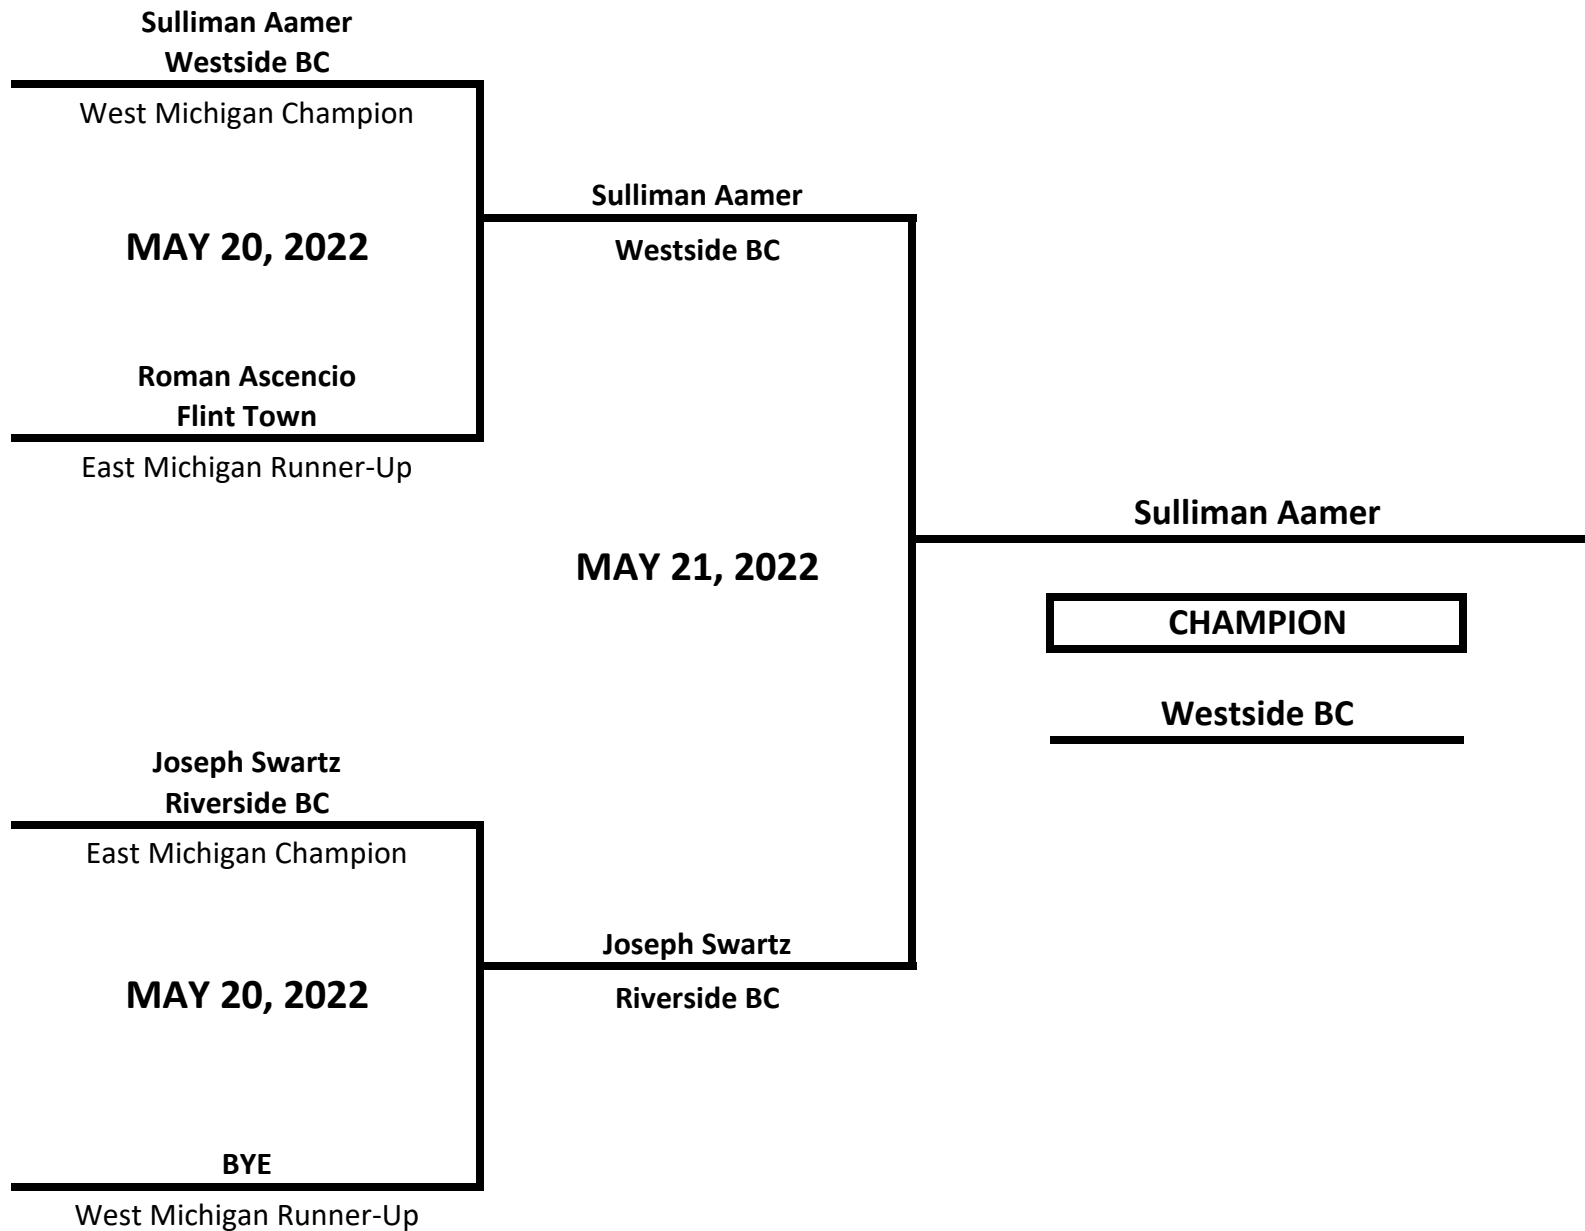 Sulliman Aamer
Westside BC
West Michigan Champion
MAY 20, 2022
Roman Ascencio
Flint Town
East Michigan Runner-Up
Sulliman Aamer
Westside BC
MAY 21, 2022
Sulliman Aamer
CHAMPION
Westside BC
Joseph Swartz
Riverside BC
East Michigan Champion
MAY 20, 2022
BYE
West Michigan Runner-Up
Joseph Swartz
Riverside BC